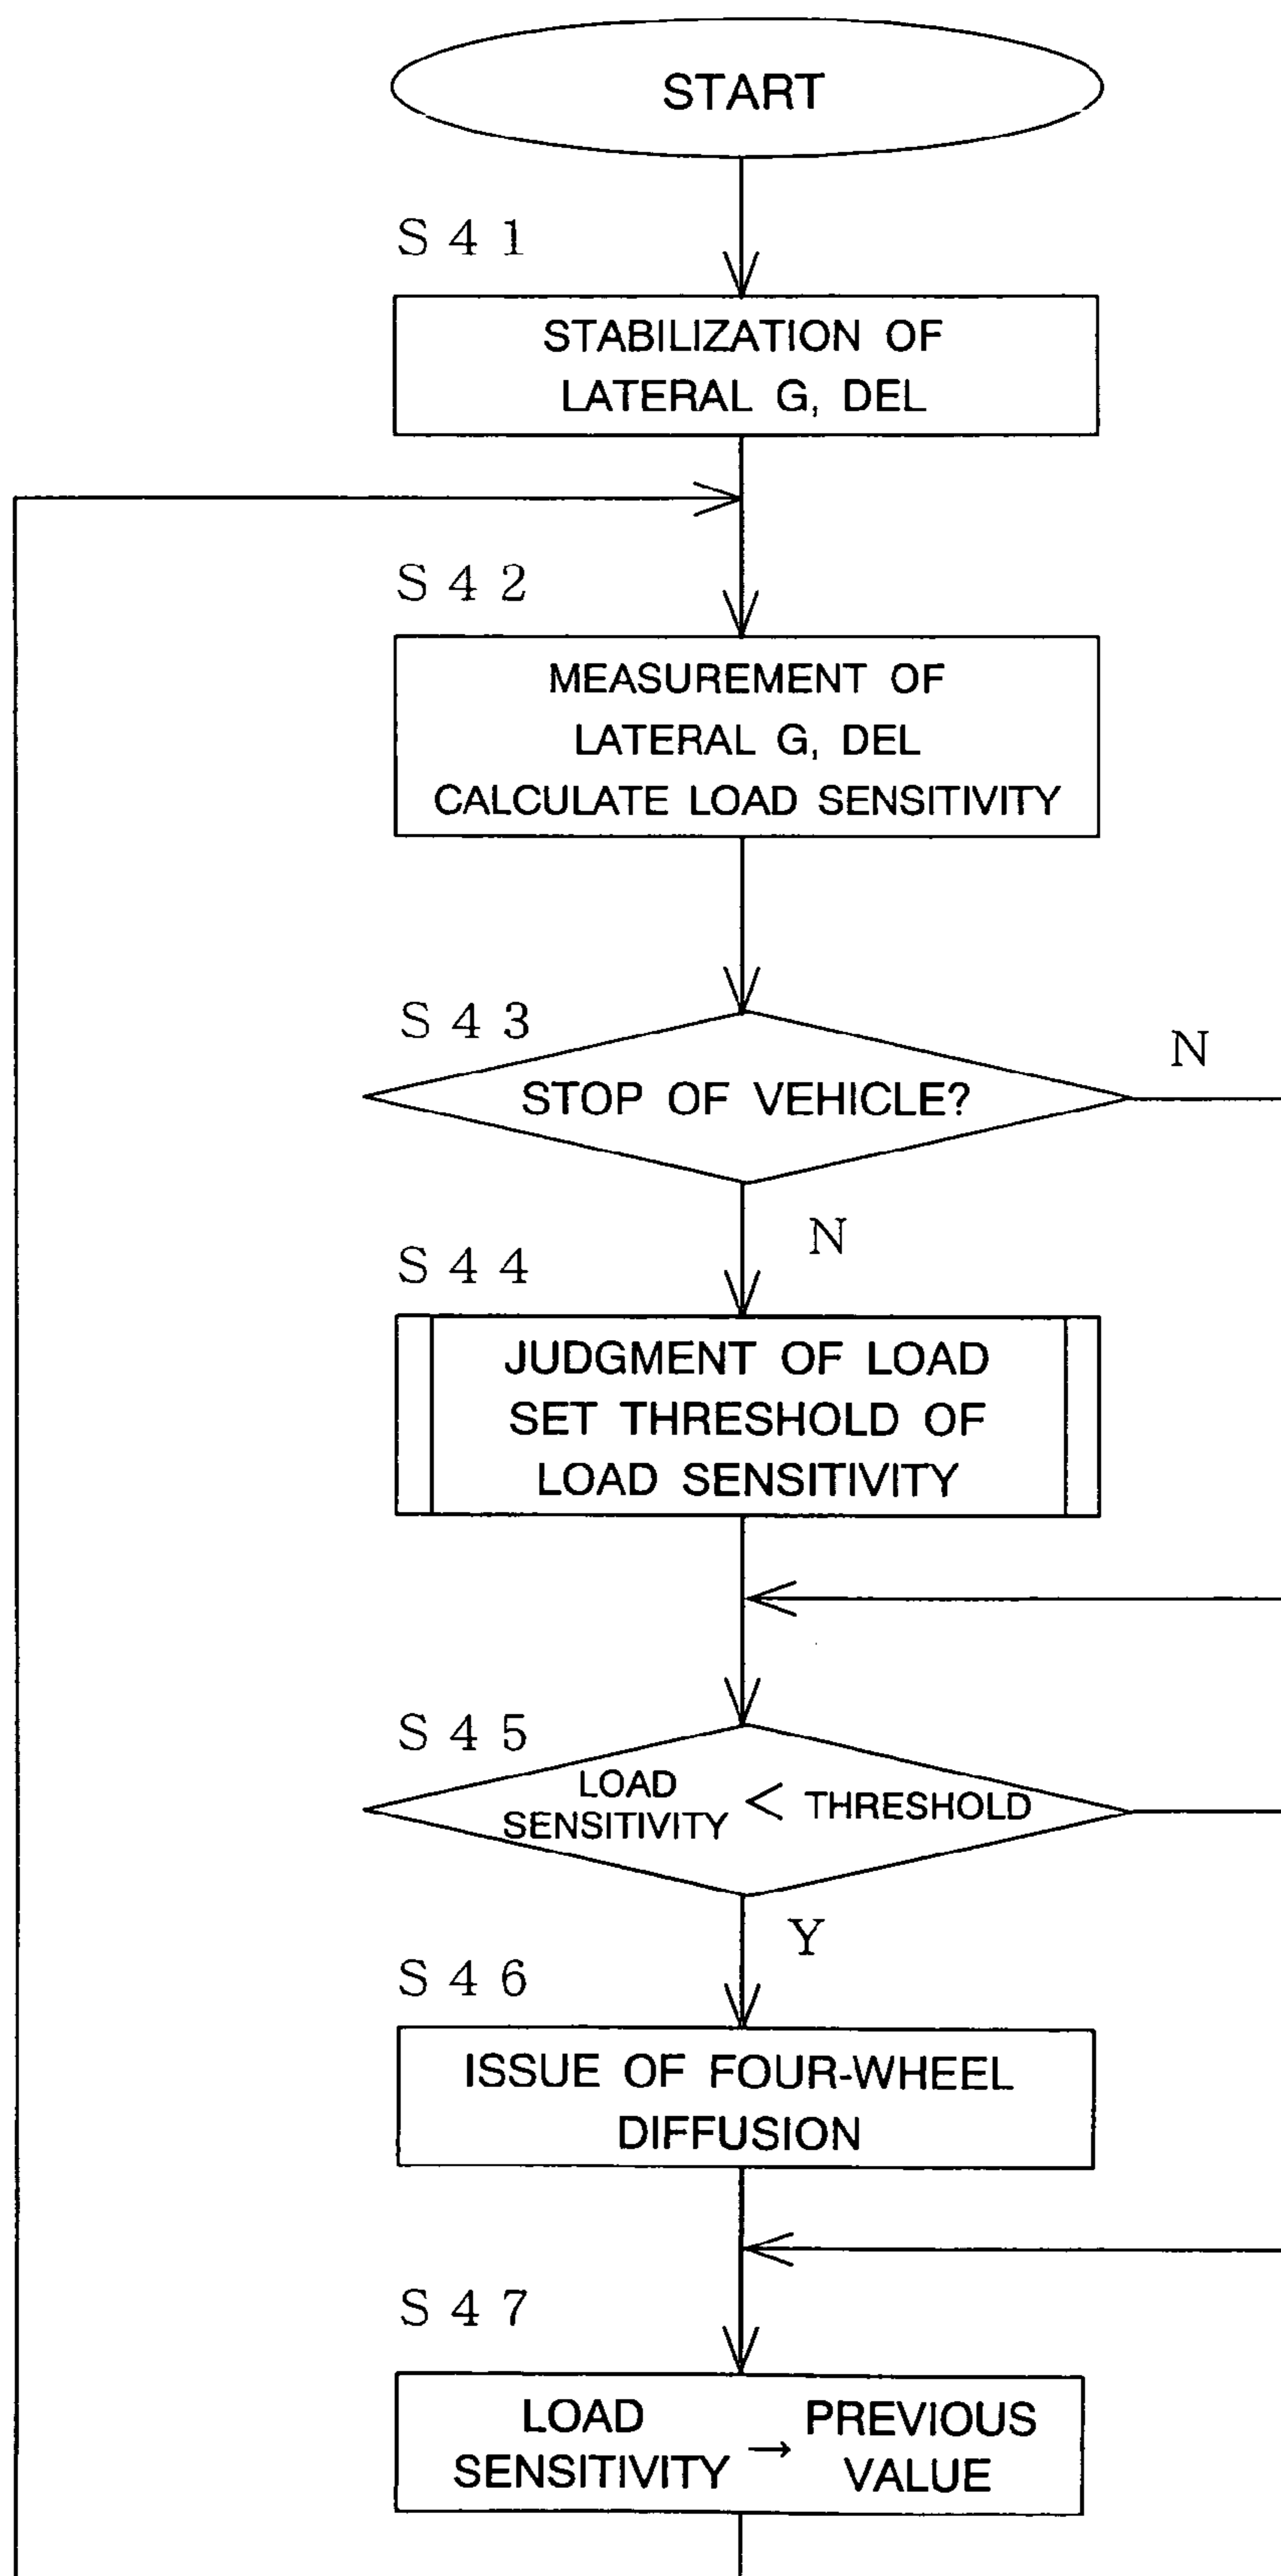 START
S41
STABILIZATION OF
LATERAL G, DEL
S42
MEASUREMENT OF
LATERAL G, DEL
CALCULATE LOAD SENSITIVITY
S43
N
STOP OF VEHICLE?
N
S44
JUDGMENT OF LOAD
SET THRESHOLD OF
LOAD SENSITIVITY
S45
LOAD
SENSITIVITY < THRESHOLD
Y
S46
ISSUE OF FOUR-WHEEL
DIFFUSION
S47
LOAD PREVIOUS
SENSITIVITY → VALUE